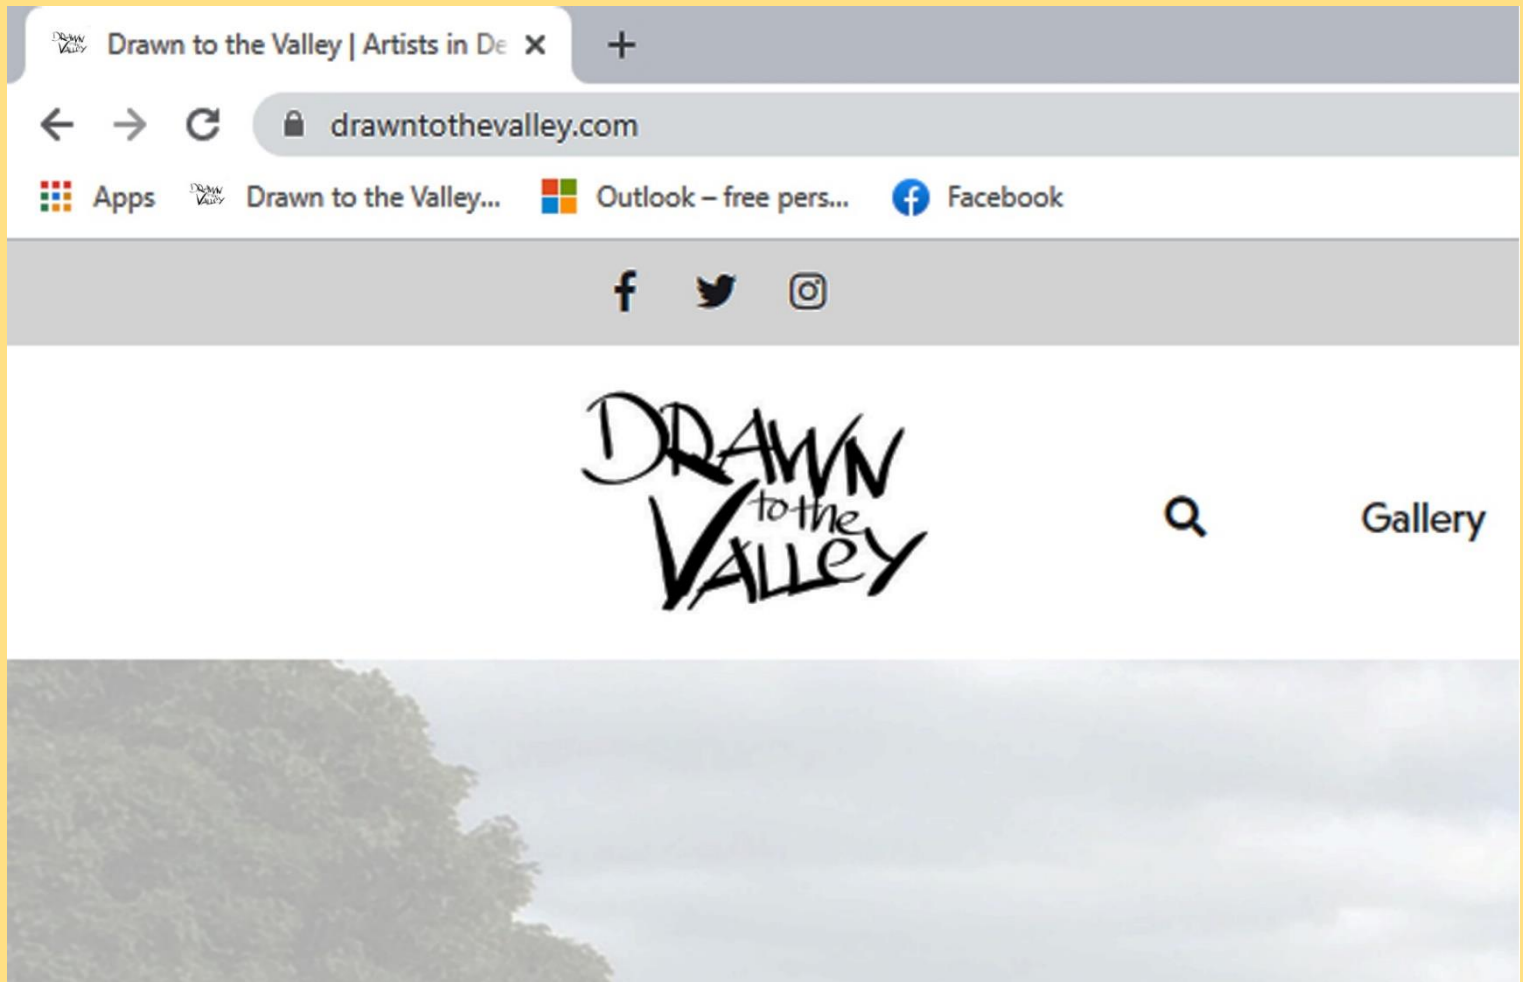 Drawn to the Valley | Artists in De
drawntothevalley.com
Apps Drawn to the Valley... Outlook – free pers... Facebook
DRAWN
to the
VALLEY
Gallery